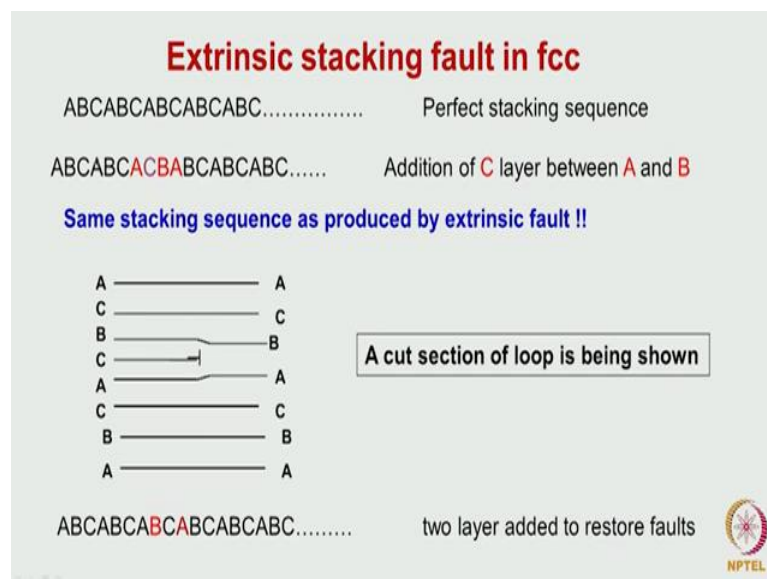 Extrinsic stacking fault in fcc
ABCABCABCABCABC................ Perfect stacking sequence
ABCABCACBABCABCABC...... Addition of C layer between A and B
Same stacking sequence as produced by extrinsic fault !!
A A
C C
B B
C
A A
C C
B B
A A
A cut section of loop is being shown
ABCABCABCABCABCABC......... two layer added to restore faults
NPTEL